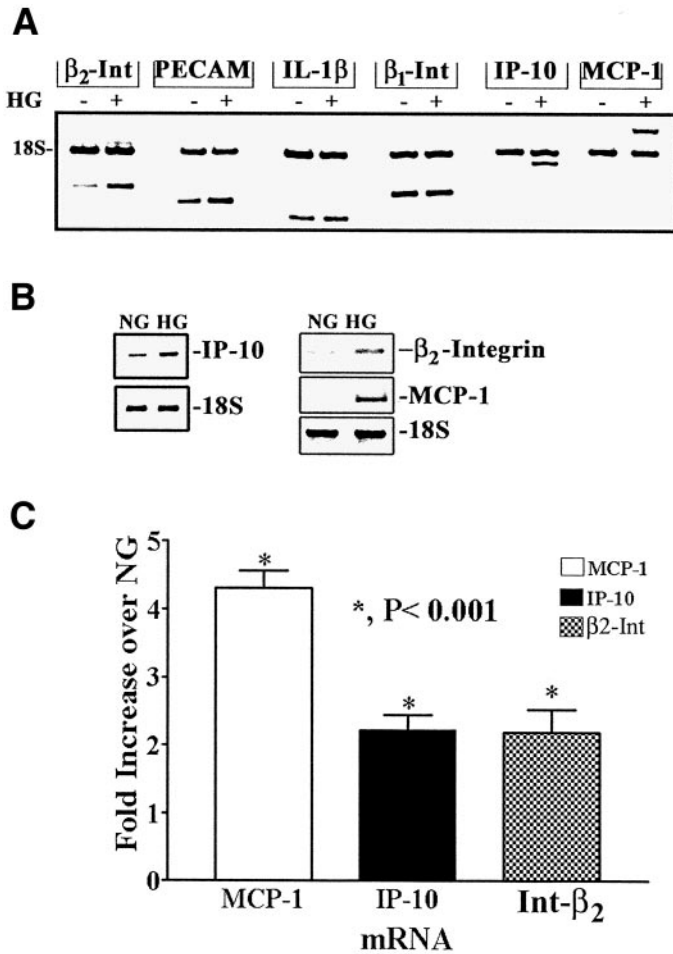 A
β₂-Int PECAM IL-1β β₁-Int IP-10 MCP-1
HG - + - + - + - + - + - +
18S-
B
NG HG NG HG
-IP-10 -β₂-Integrin
-MCP-1
-18S -18S
C
Fold Increase over NG
5
4
3
2
1
0
*
*, P< 0.001
*
*
MCP-1
IP-10
β2-Int
MCP-1 IP-10 Int-β₂
mRNA